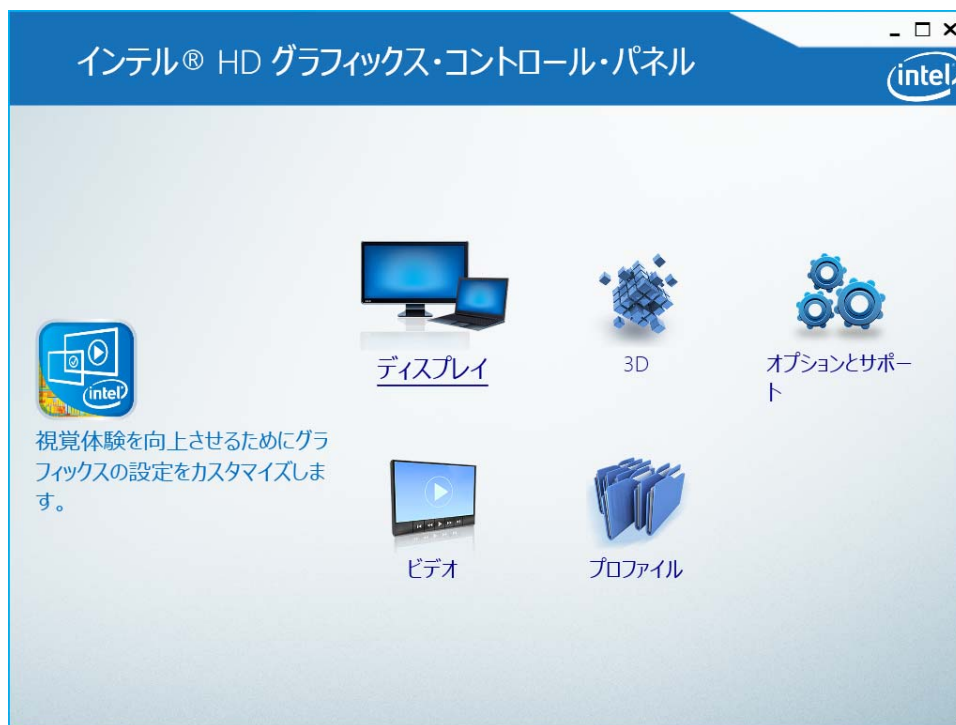 インテル® HD グラフィックス・コントロール・パネル
intel
ディスプレイ
3D
オプションとサポー
ト
intel
視覚体験を向上させるためにグラ
フィックスの設定をカスタマイズしま
す。
ビデオ
プロファイル